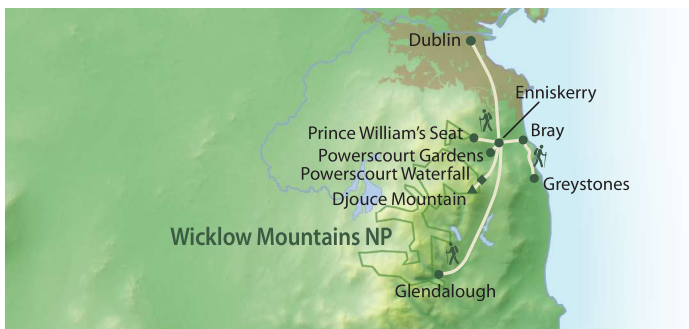 Dublin
Enniskerry
Prince William's Seat
Bray
Powerscourt Gardens
Powerscourt Waterfall
Greystones
Djouce Mountain
Wicklow Mountains NP
Glendalough